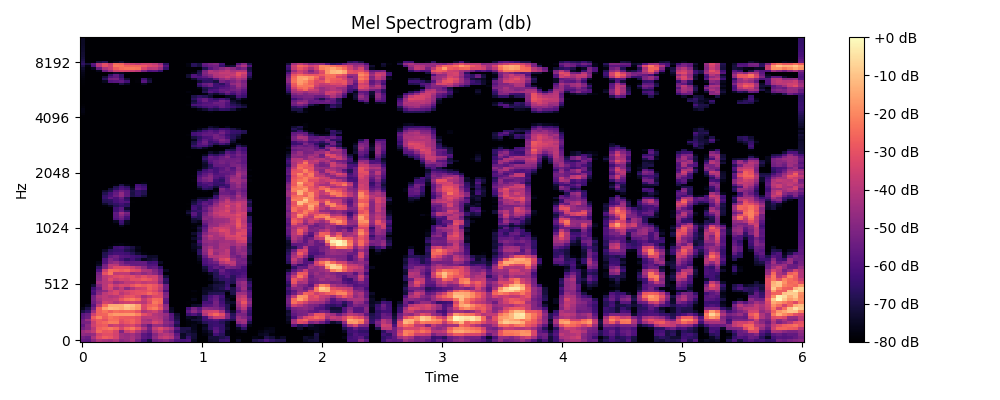 Mel Spectrogram (db)
8192
4096
2048
1024
512
0
Hz
0 1 2 3 4 5 6
Time
+0 dB
-10 dB
-20 dB
-30 dB
-40 dB
-50 dB
-60 dB
-70 dB
-80 dB